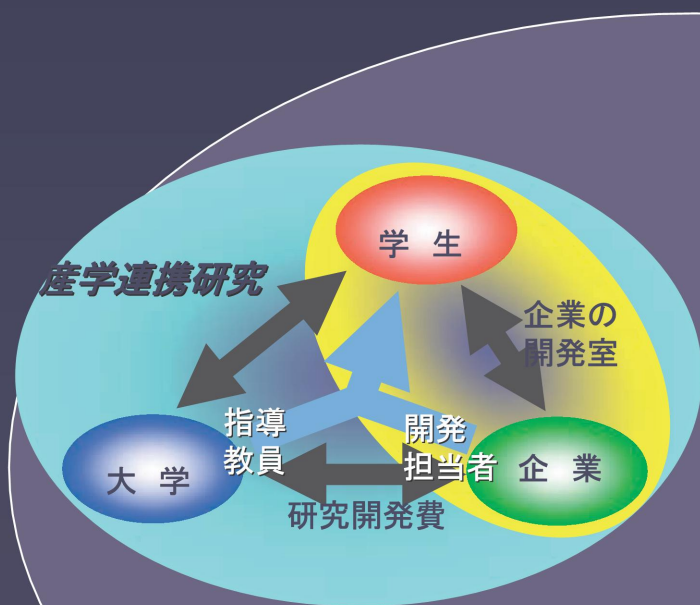 学 生
産学連携研究
企業の
開発室
指導
教員
開発
担当者
大 学
企 業
研究開発費